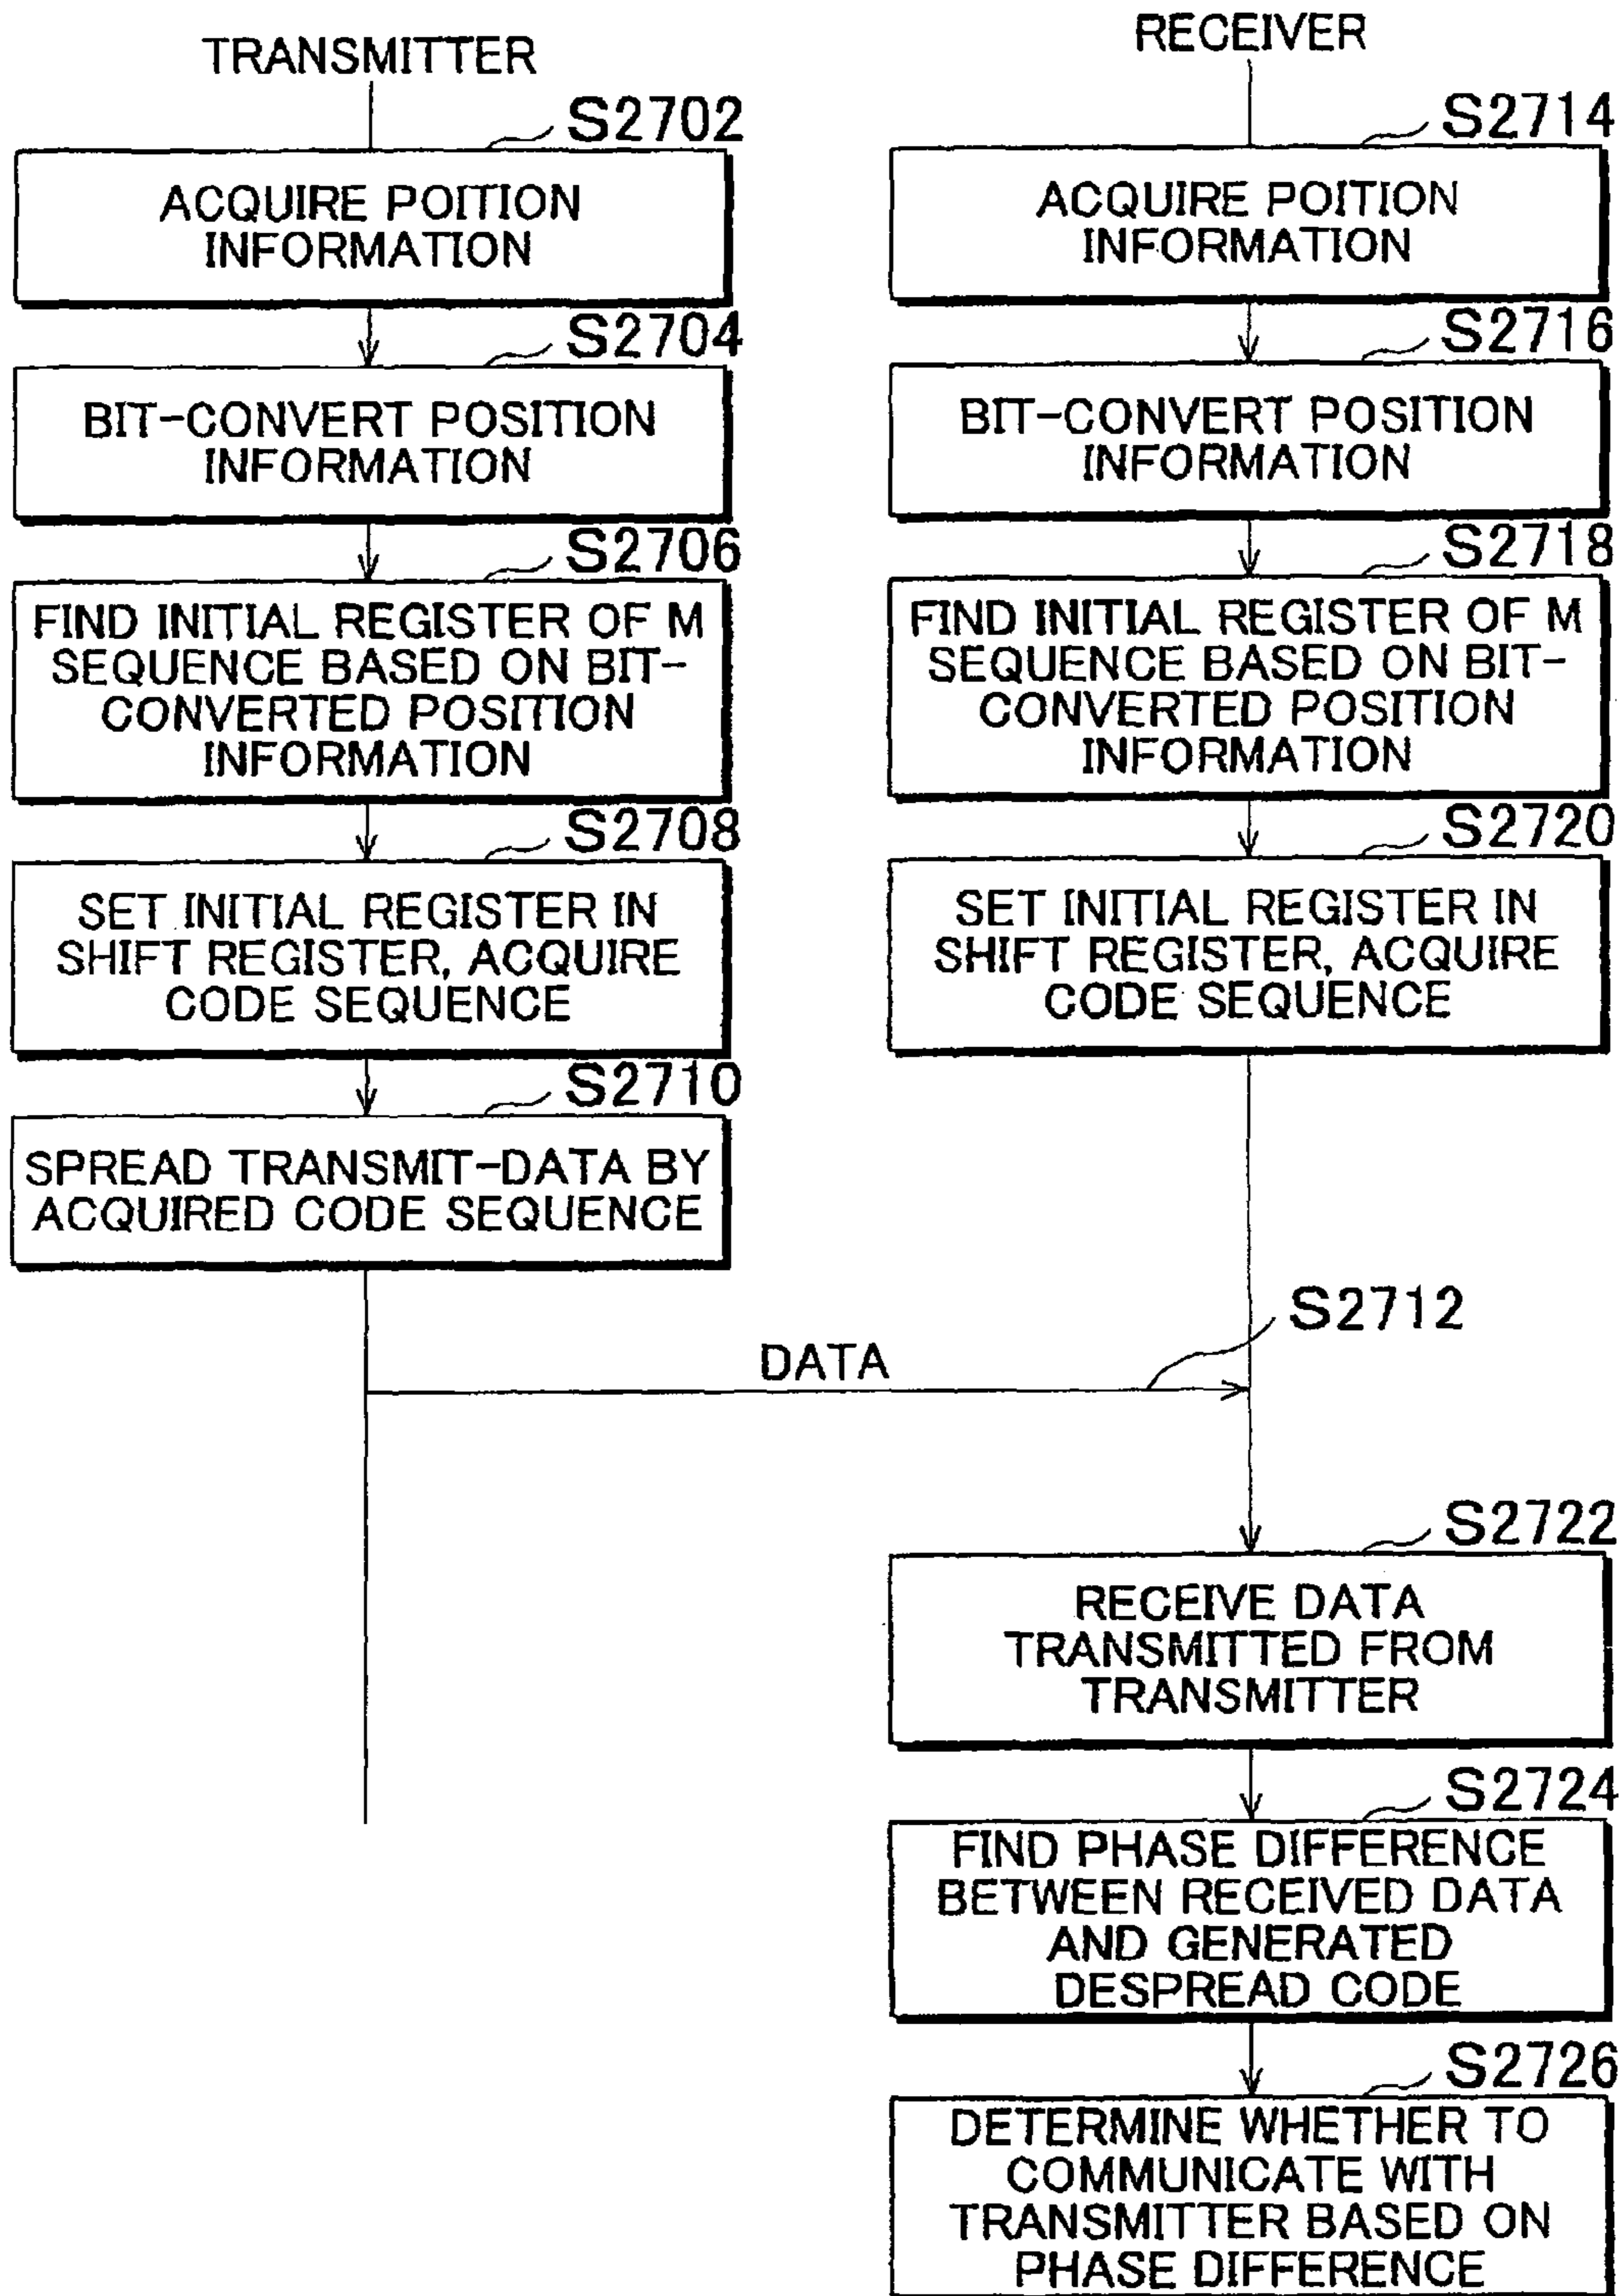 TRANSMITTER
S2702
ACQUIRE POITION
INFORMATION
S2704
BIT-CONVERT POSITION
INFORMATION
S2706
FIND INITIAL REGISTER OF M
SEQUENCE BASED ON BIT-
CONVERTED POSITION
INFORMATION
S2708
SET INITIAL REGISTER IN
SHIFT REGISTER, ACQUIRE
CODE SEQUENCE
S2710
SPREAD TRANSMIT-DATA BY
ACQUIRED CODE SEQUENCE
DATA
S2712
RECEIVER
S2714
ACQUIRE POITION
INFORMATION
S2716
BIT-CONVERT POSITION
INFORMATION
S2718
FIND INITIAL REGISTER OF M
SEQUENCE BASED ON BIT-
CONVERTED POSITION
INFORMATION
S2720
SET INITIAL REGISTER IN
SHIFT REGISTER, ACQUIRE
CODE SEQUENCE
S2722
RECEIVE DATA
TRANSMITTED FROM
TRANSMITTER
S2724
FIND PHASE DIFFERENCE
BETWEEN RECEIVED DATA
AND GENERATED
DESPREAD CODE
S2726
DETERMINE WHETHER TO
COMMUNICATE WITH
TRANSMITTER BASED ON
PHASE DIFFERENCE